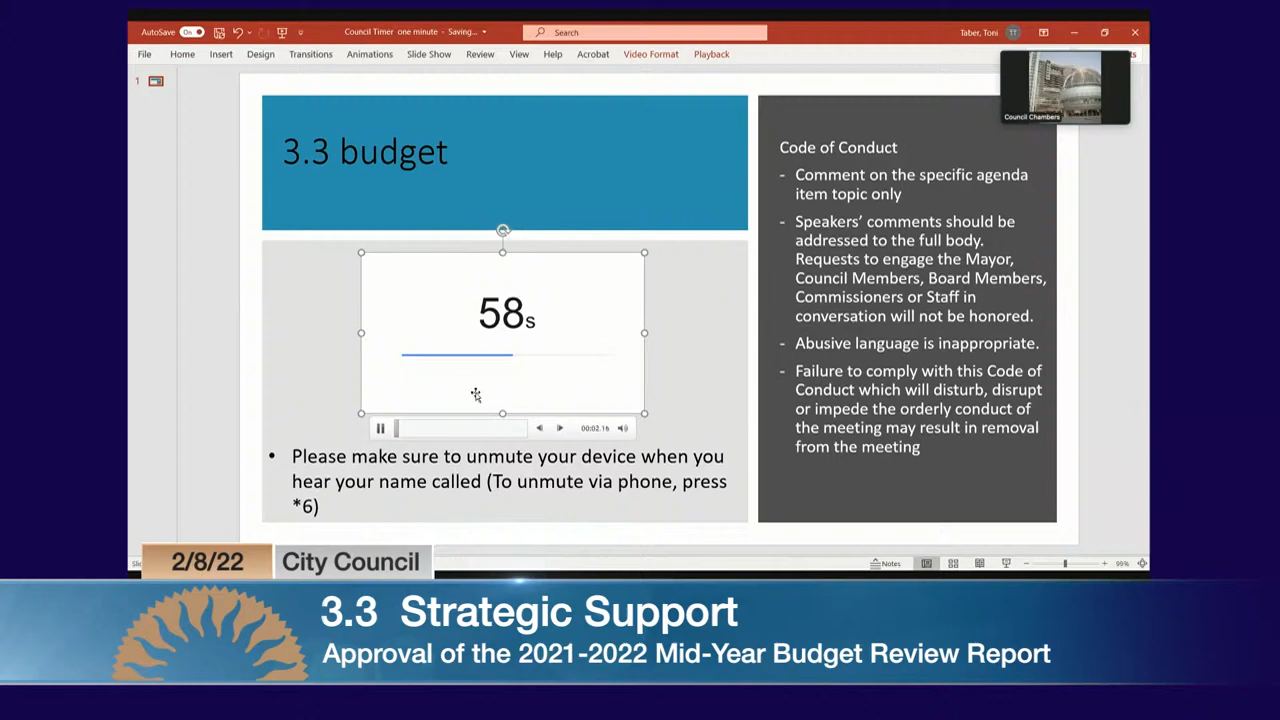 AutoSave On
Council Timer one minute - Saving...
Search
Taber, Toni TT
File Home Insert Design Transitions Animations Slide Show Review View Help Acrobat Video Format Playback
1
Council Chambers
3.3 budget
58s
00:02.16
• Please make sure to unmute your device when you
hear your name called (To unmute via phone, press
*6)
Code of Conduct
- Comment on the specific agenda
item topic only
- Speakers’ comments should be
addressed to the full body.
Requests to engage the Mayor,
Council Members, Board Members,
Commissioners or Staff in
conversation will not be honored.
- Abusive language is inappropriate.
- Failure to comply with this Code of
Conduct which will disturb, disrupt
or impede the orderly conduct of
the meeting may result in removal
from the meeting
Notes
99%
2/8/22 City Council
3.3 Strategic Support
Approval of the 2021-2022 Mid-Year Budget Review Report